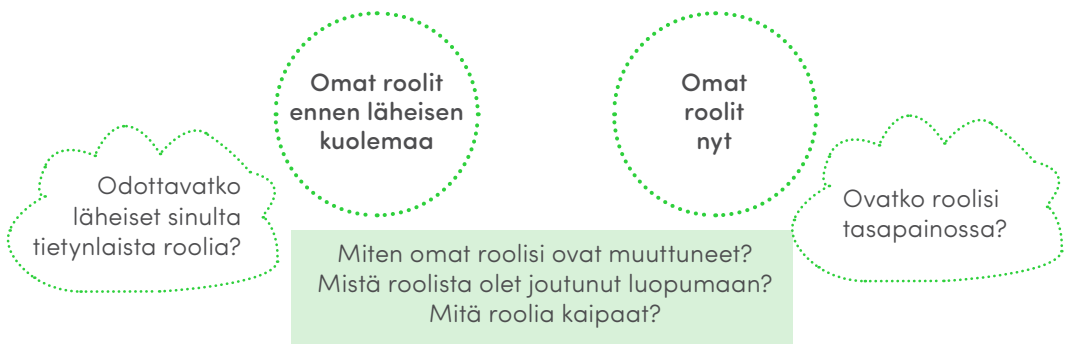 Omat roolit
ennen läheisen
kuolemaa
Omat
roolit
nyt
Odottavatko
läheiset sinulta
tietynlaista roolia?
Ovatko roolisi
tasapainossa?
Miten omat roolisi ovat muuttuneet?
Mistä roolista olet joutunut luopumaan?
Mitä roolia kaipaat?